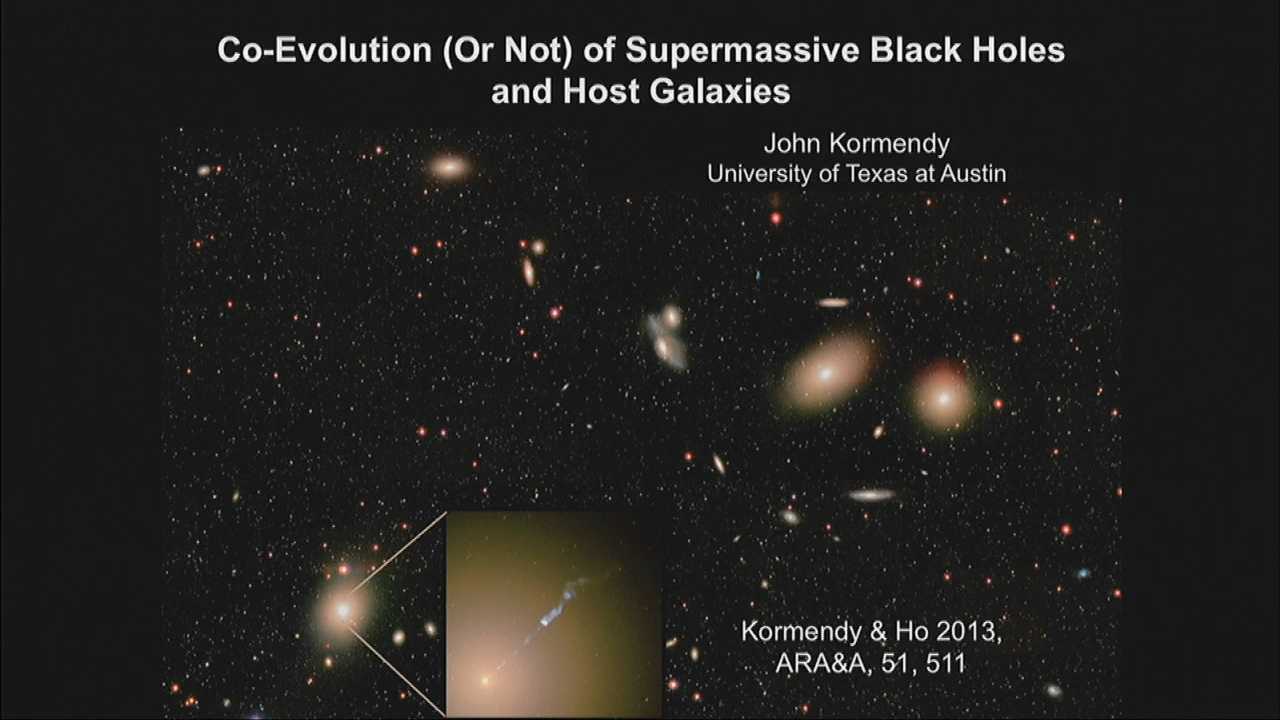 Co-Evolution (Or Not) of Supermassive Black Holes
and Host Galaxies
John Kormendy
University of Texas at Austin
Kormendy & Ho 2013,
ARA&A, 51, 511